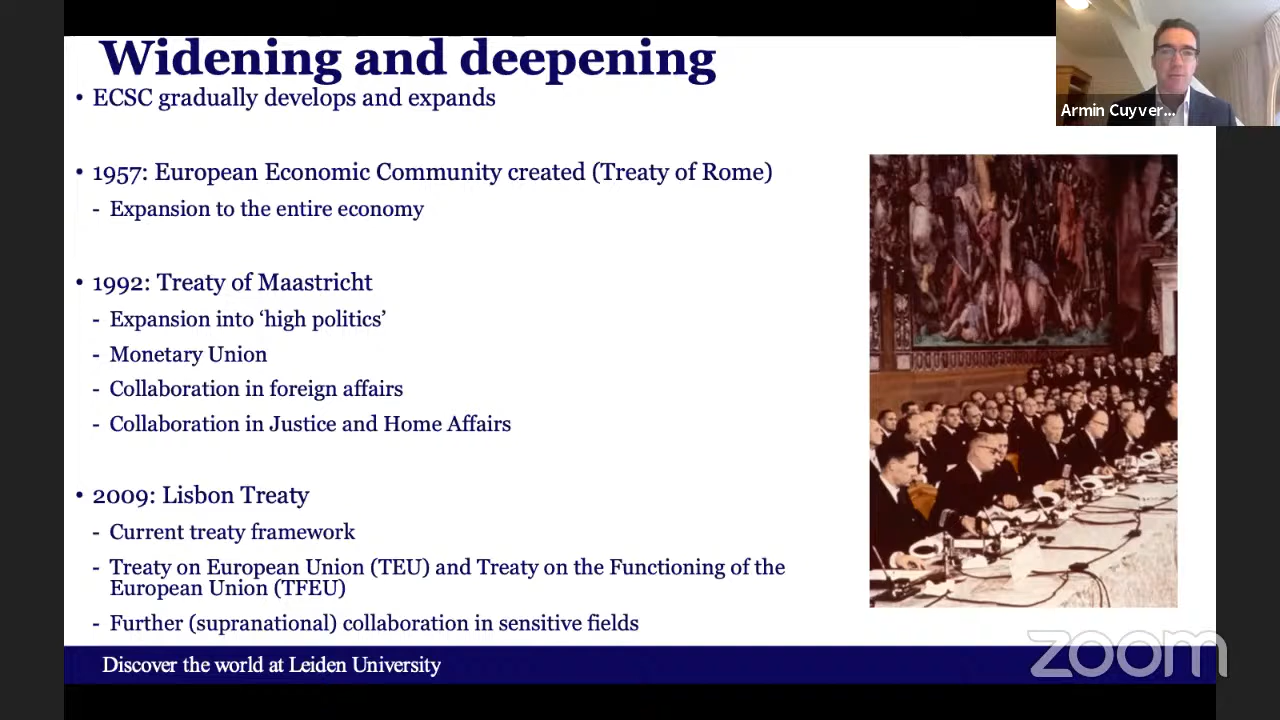 Widening and deepening
• ECSC gradually develops and expands
• 1957: European Economic Community created (Treaty of Rome)
- Expansion to the entire economy
• 1992: Treaty of Maastricht
- Expansion into ‘high politics’
- Monetary Union
- Collaboration in foreign affairs
- Collaboration in Justice and Home Affairs
• 2009: Lisbon Treaty
- Current treaty framework
- Treaty on European Union (TEU) and Treaty on the Functioning of the
European Union (TFEU)
- Further (supranational) collaboration in sensitive fields
Discover the world at Leiden University
Armin Cuyver...
zoom